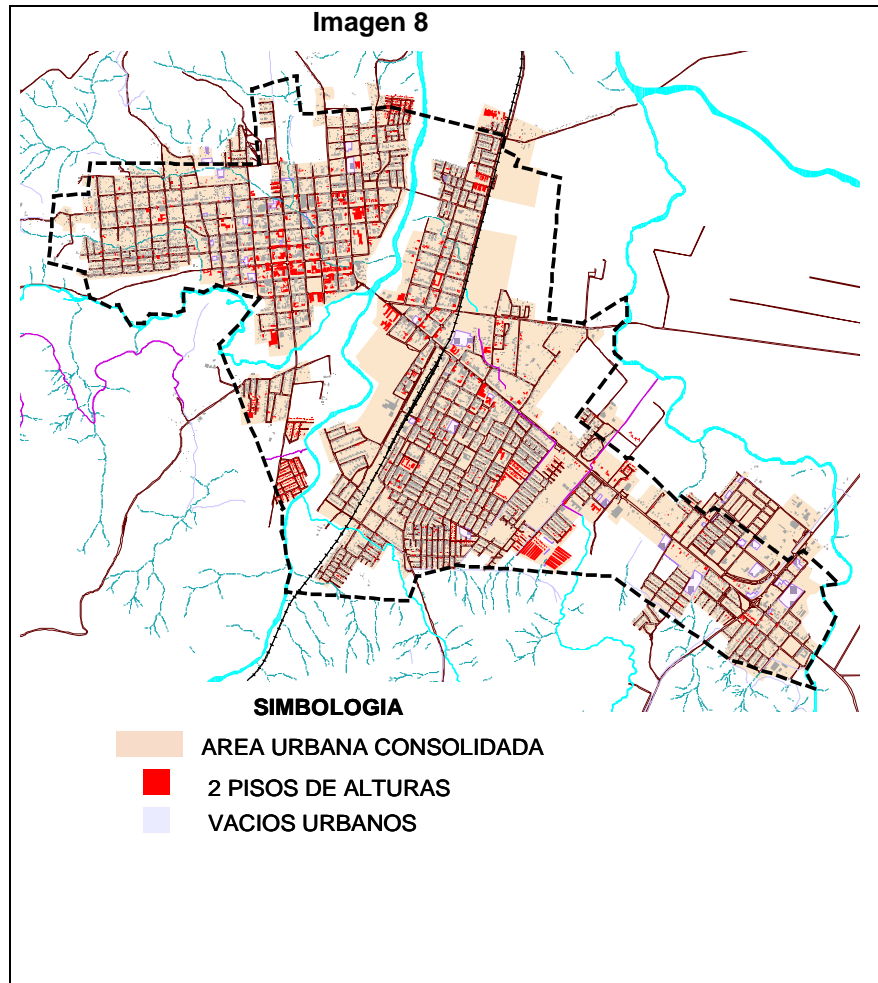 Imagen 8
SIMBOLOGIA
AREA URBANA CONSOLIDADA
2 PISOS DE ALTURAS
VACIOS URBANOS